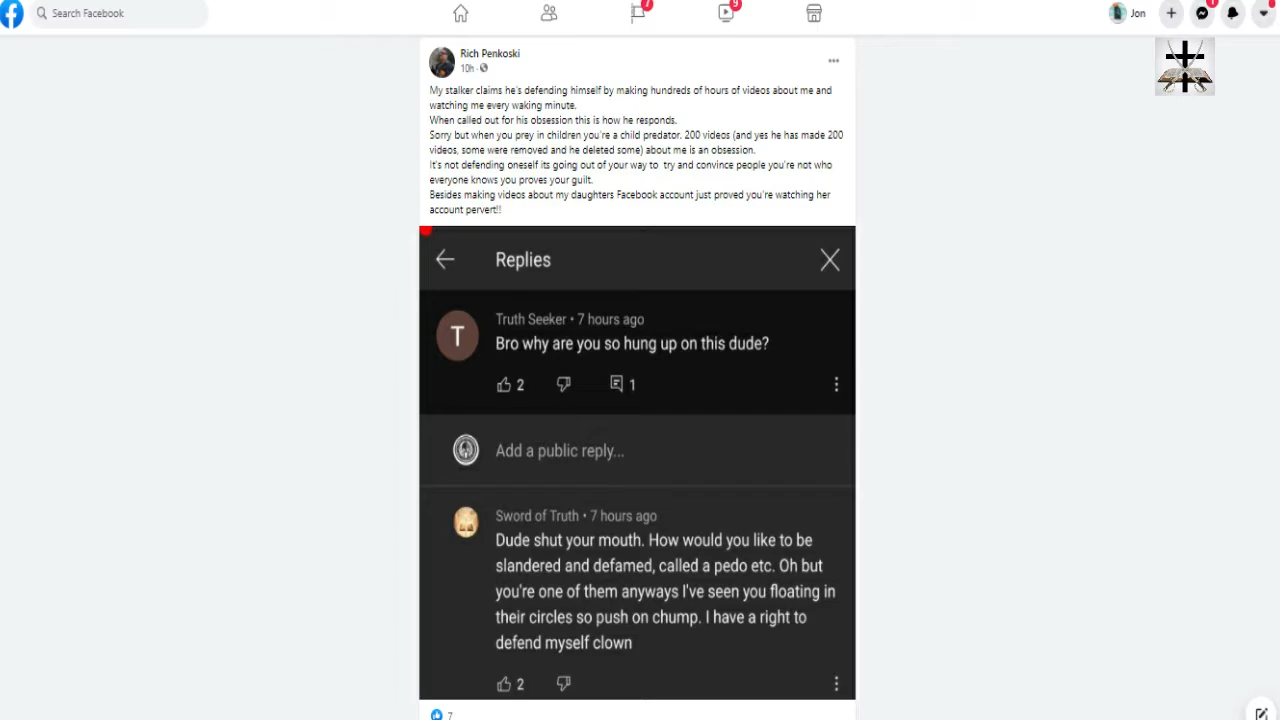 Search Facebook
7
9
Jon
1
Rich Penkoski
10h ·
My stalker claims he's defending himself by making hundreds of hours of videos about me and
watching me every waking minute.
When called out for his obsession this is how he responds.
Sorry but when you prey in children you're a child predator. 200 videos (and yes he has made 200
videos, some were removed and he deleted some) about me is an obsession.
It's not defending oneself its going out of your way to try and convince people you're not who
everyone knows you proves your guilt.
Besides making videos about my daughters Facebook account just proved you're watching her
account pervert!!
Replies
T
Truth Seeker • 7 hours ago
Bro why are you so hung up on this dude?
2
1
Add a public reply...
Sword of Truth • 7 hours ago
Dude shut your mouth. How would you like to be
slandered and defamed, called a pedo etc. Oh but
you're one of them anyways I've seen you floating in
their circles so push on chump. I have a right to
defend myself clown
2
7